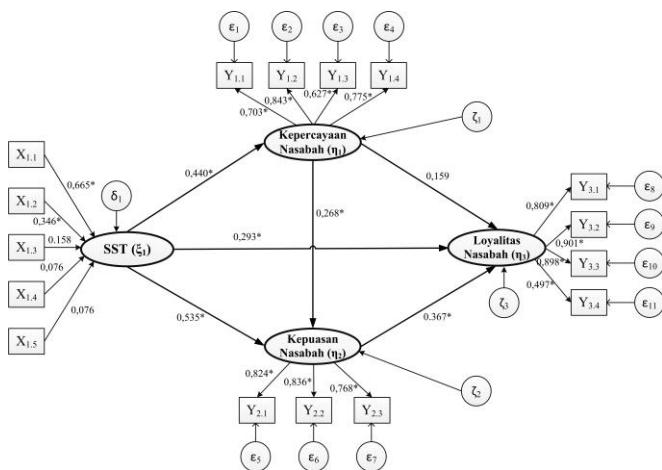 ε1
ε2
ε3
ε4
Y1.1
Y1.2
Y1.3
Y1.4
0,703*
0,843*
0,627*
0,775*
Kepercayaan
Nasabah (η1)
ζ1
X1.1
X1.2
X1.3
X1.4
X1.5
0,665*
0,346*
0.158
0,076
0,076
δ1
SST (ξ1)
0,440*
0,159
0,268*
0,293*
0,535*
0.367*
Loyalitas
Nasabah (η3)
ζ3
0,809*
0,901*
0,898*
0,497*
Y3.1
Y3.2
Y3.3
Y3.4
ε8
ε9
ε10
ε11
Kepuasan
Nasabah (η2)
ζ2
0,824*
0,836*
0,768*
Y2.1
Y2.2
Y2.3
ε5
ε6
ε7